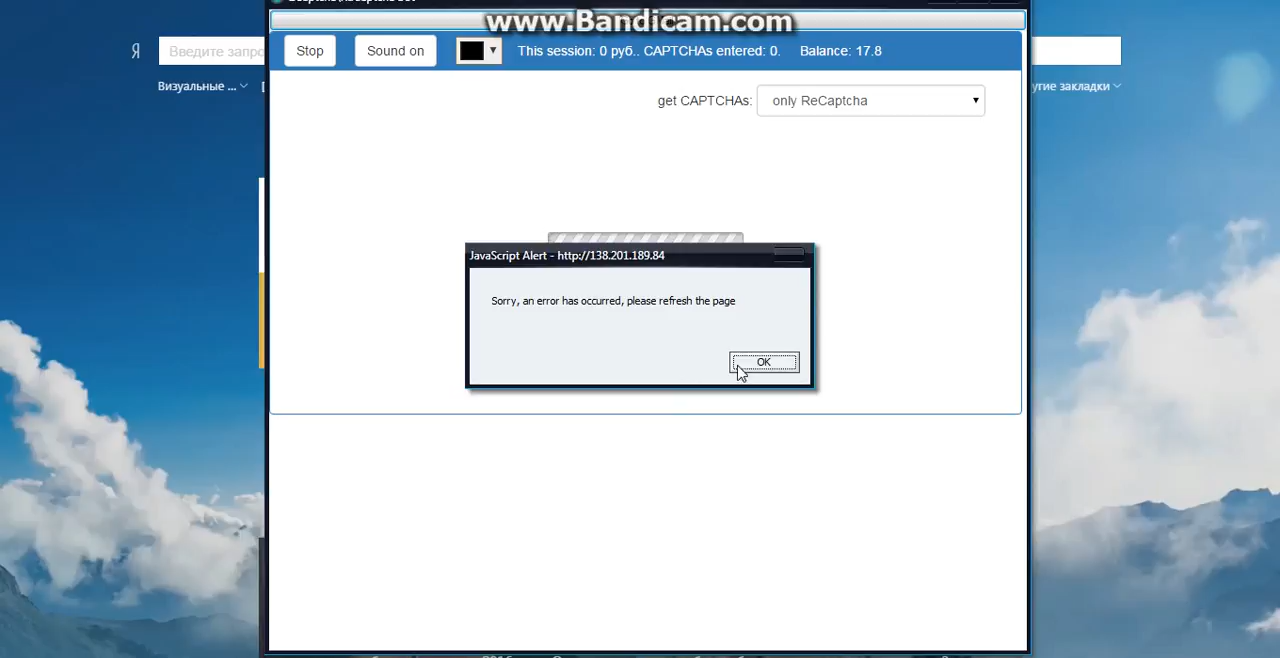 www.Bandicam.com
Stop
Sound on
This session: 0 руб.. CAPTCHAs entered: 0.
Balance: 17.8
Я
Введите запро
Визуальные ...
угие закладки
get CAPTCHAs:
only ReCaptcha
JavaScript Alert - http://138.201.189.84
Sorry, an error has occurred, please refresh the page
OK